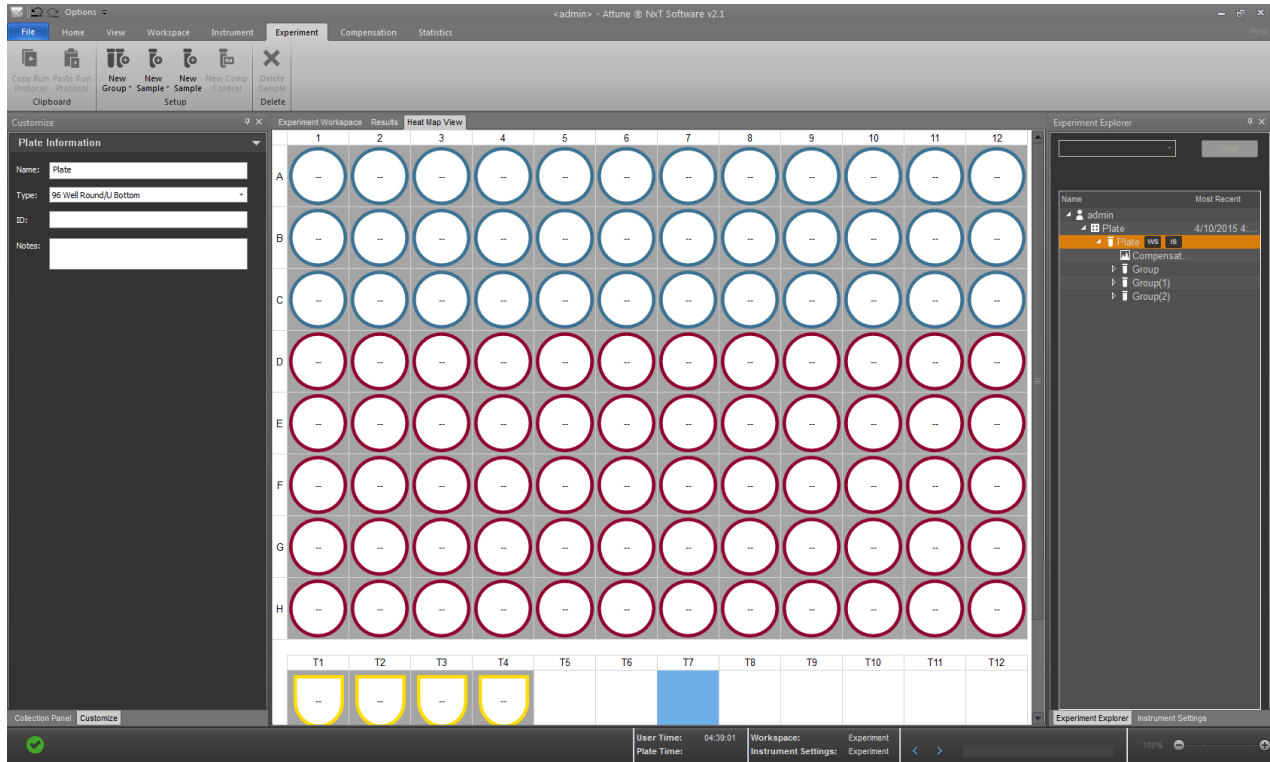 Options
<admin> - Attune ® NxT Software v2.1
File Home View Workspace Instrument Experiment Compensation Statistics Help
Copy Run Protocol
Paste Run Protocol
Clipboard
New Group
New Sample
New Sample
New Comp Control
Setup
Delete Sample
Delete
Customize
Plate Information
Name: Plate
Type: 96 Well Round/U Bottom
ID:
Notes:
Collection Panel Customize
Experiment Workspace Results Heat Map View
1 2 3 4 5 6 7 8 9 10 11 12
A -- -- -- -- -- -- -- -- -- -- -- --
B -- -- -- -- -- -- -- -- -- -- -- --
C -- -- -- -- -- -- -- -- -- -- -- --
D -- -- -- -- -- -- -- -- -- -- -- --
E -- -- -- -- -- -- -- -- -- -- -- --
F -- -- -- -- -- -- -- -- -- -- -- --
G -- -- -- -- -- -- -- -- -- -- -- --
H -- -- -- -- -- -- -- -- -- -- -- --
T1 T2 T3 T4 T5 T6 T7 T8 T9 T10 T11 T12
-- -- -- --
Experiment Explorer
Clear
Name Most Recent
admin
Plate 4/10/2015 4:...
Plate WS IS
Compensat...
Group
Group(1)
Group(2)
Experiment Explorer Instrument Settings
User Time: 04:39:01
Plate Time:
Workspace: Experiment
Instrument Settings: Experiment
100%